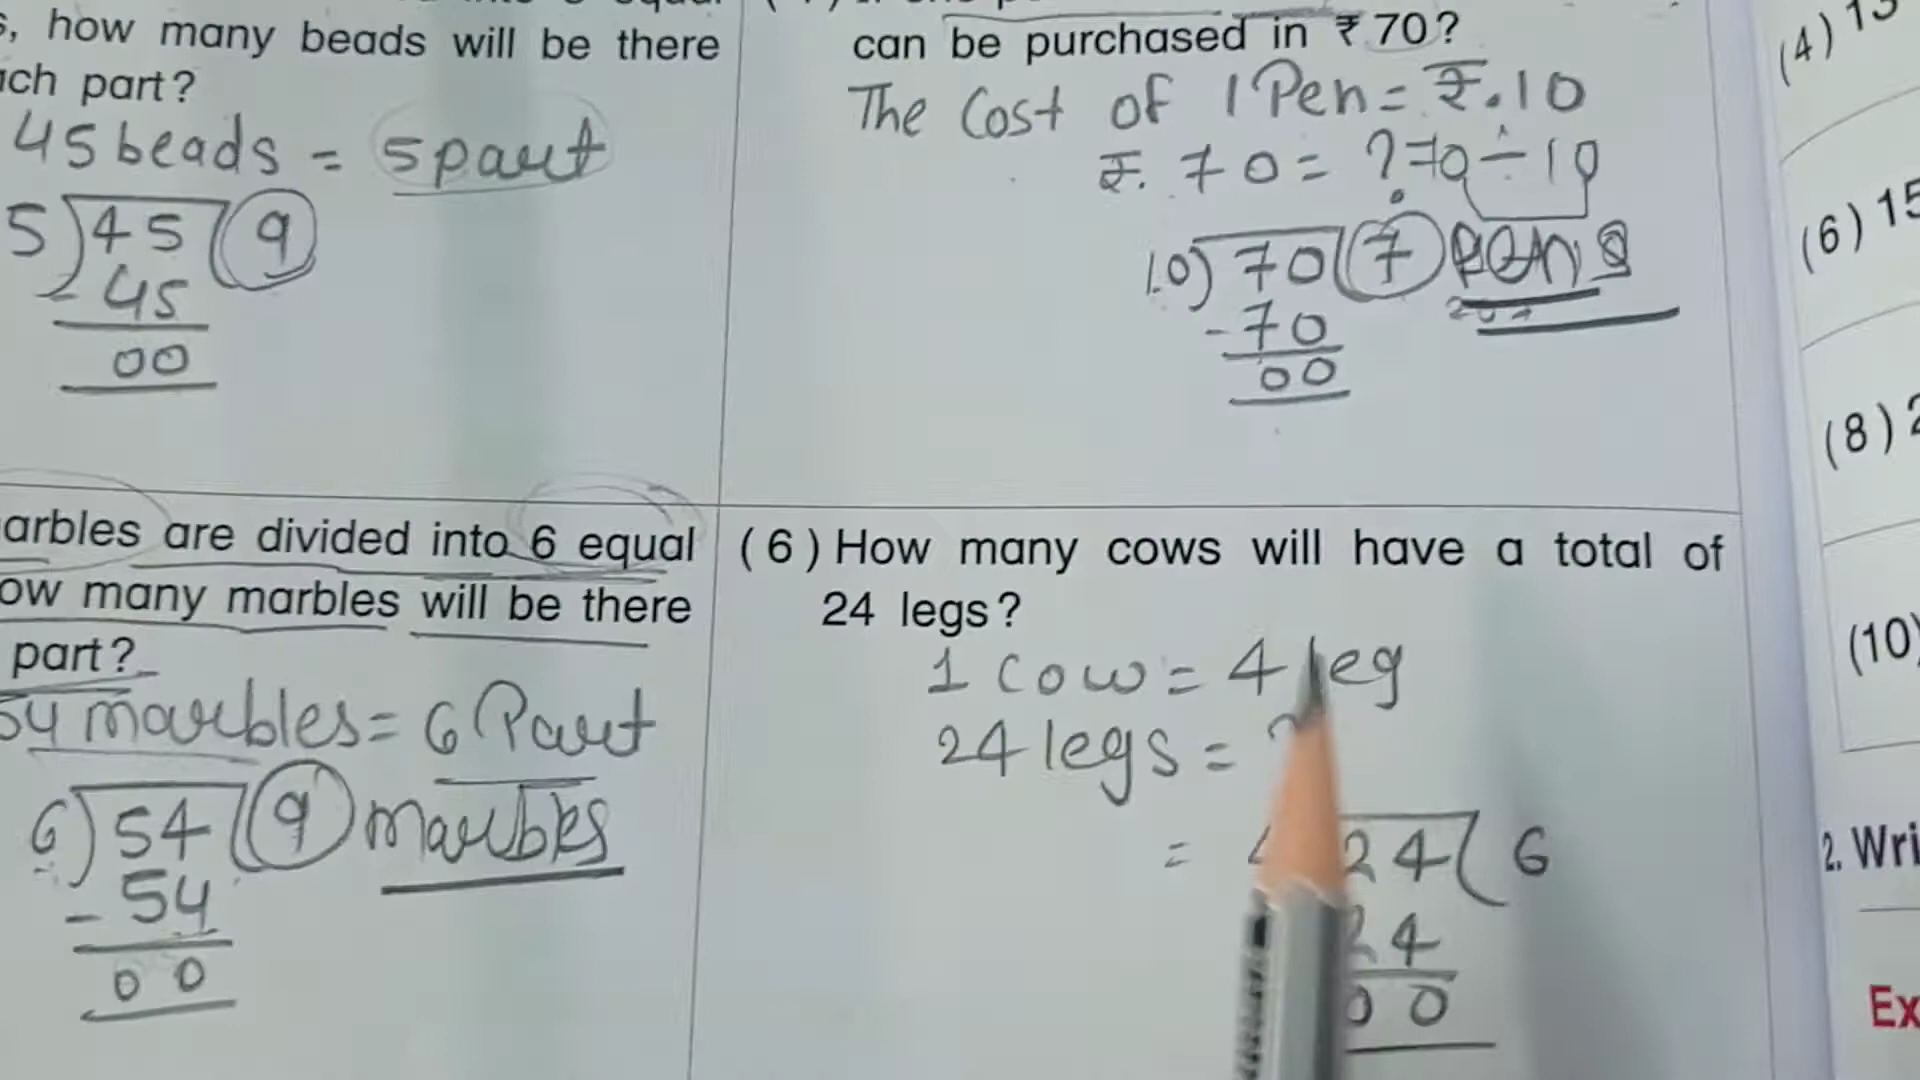 how many beads will be there
part?
45 beads = 5 part
5) 45 ( 9
- 45
00
can be purchased in ₹ 70?
The Cost of 1 Pen = ₹.10
₹. 70 = ? 70 ÷ 10
10) 70 ( 7 pens
- 70
00
are divided into 6 equal
many marbles will be there
part?
54 marbles = 6 Part
6) 54 ( 9 marbles
- 54
00
(6) How many cows will have a total of
24 legs?
1 cow = 4 leg
24 legs =
= 24 ( 6
24
00
(4) 13
(6) 15
(8) 2
(10)
2. Wri
Ex